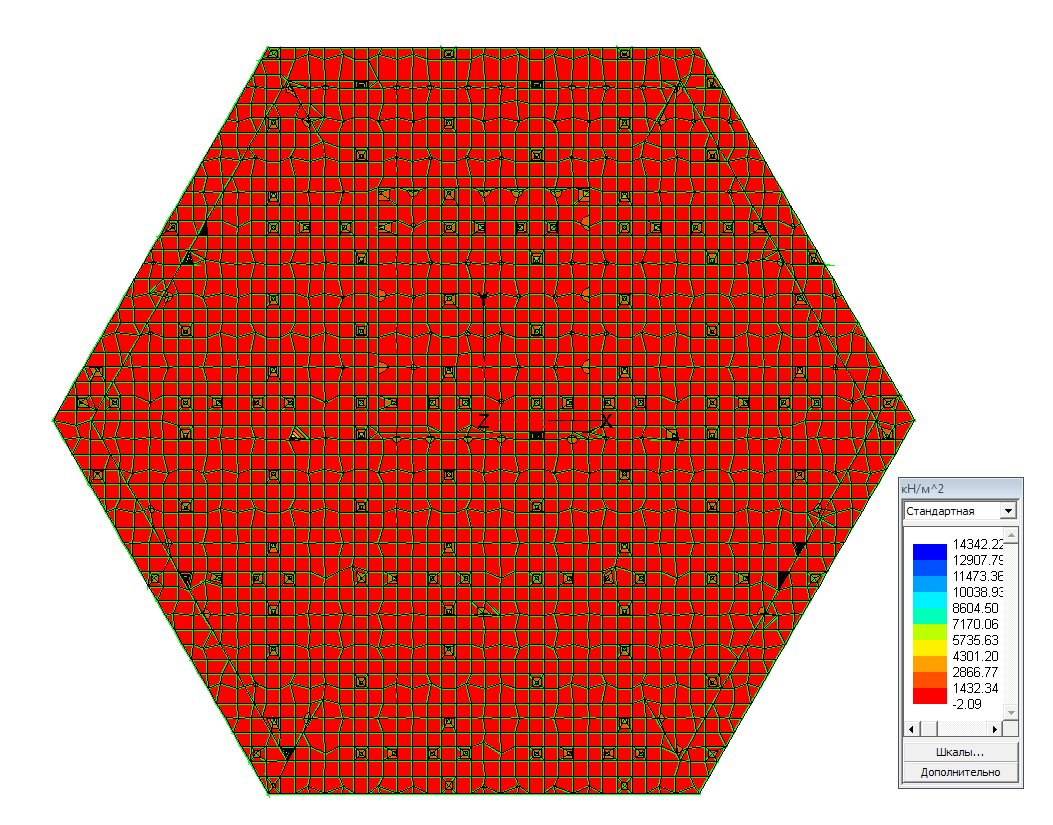 Y
Z X
кН/м^2
Стандартная
14342.22
12907.79
11473.36
10038.93
8604.50
7170.06
5735.63
4301.20
2866.77
1432.34
-2.09
Шкалы...
Дополнительно